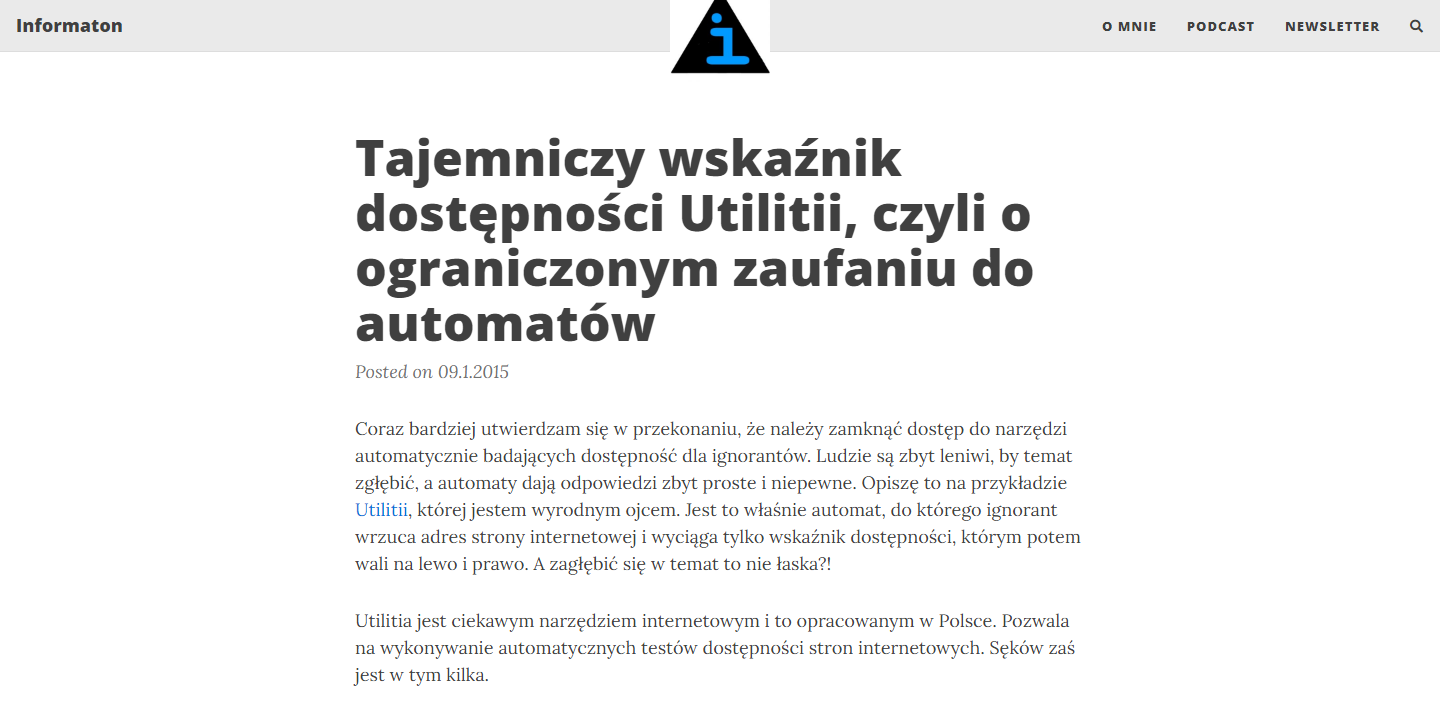 Informaton
i
O MNIE
PODCAST
NEWSLETTER
Tajemniczy wskaźnik
dostępności Utilitii, czyli o
ograniczonym zaufaniu do
automatów
Posted on 09.1.2015
Coraz bardziej utwierdzam się w przekonaniu, że należy zamknąć dostęp do narzędzi
automatycznie badających dostępność dla ignorantów. Ludzie są zbyt leniwi, by temat
zgłębić, a automaty dają odpowiedzi zbyt proste i niepewne. Opiszę to na przykładzie
Utilitii, której jestem wyrodnym ojcem. Jest to właśnie automat, do którego ignorant
wrzuca adres strony internetowej i wyciąga tylko wskaźnik dostępności, którym potem
wali na lewo i prawo. A zagłębić się w temat to nie łaska?!
Utilitia jest ciekawym narzędziem internetowym i to opracowanym w Polsce. Pozwala
na wykonywanie automatycznych testów dostępności stron internetowych. Sęków zaś
jest w tym kilka.